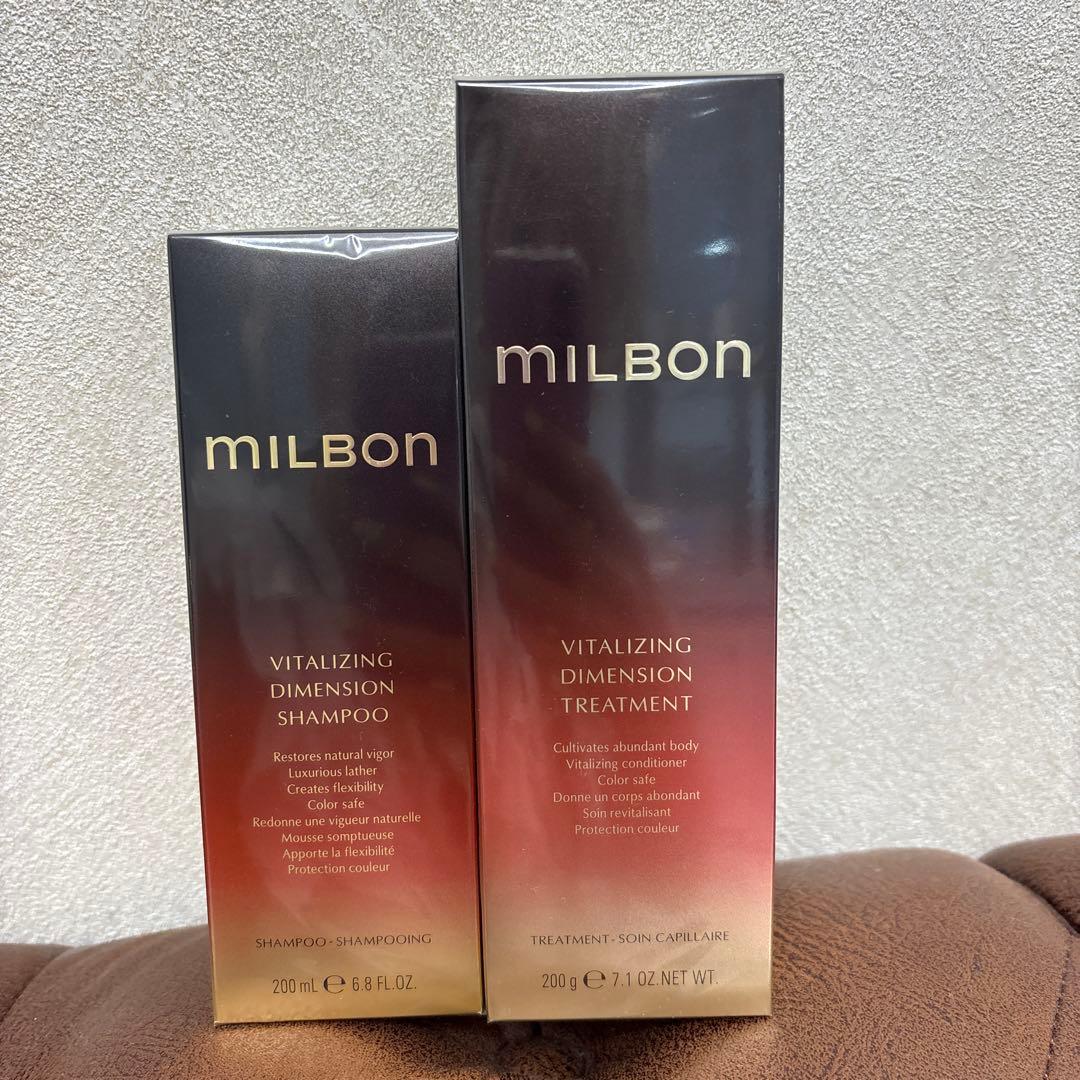 mILBon
VITALIZING
DIMENSION
SHAMPOO
Restores natural vigor
Luxurious lather
Creates flexibility
Color safe
Redonne une vigueur naturelle
Mousse somptueuse
Apporte la flexibilité
Protection couleur
SHAMPOO - SHAMPOOING
200 mL ℮ 6.8 FL.OZ.
mILBon
VITALIZING
DIMENSION
TREATMENT
Cultivates abundant body
Vitalizing conditioner
Color safe
Donne un corps abondant
Soin revitalisant
Protection couleur
TREATMENT - SOIN CAPILLAIRE
200 g ℮ 7.1 OZ.NET WT.